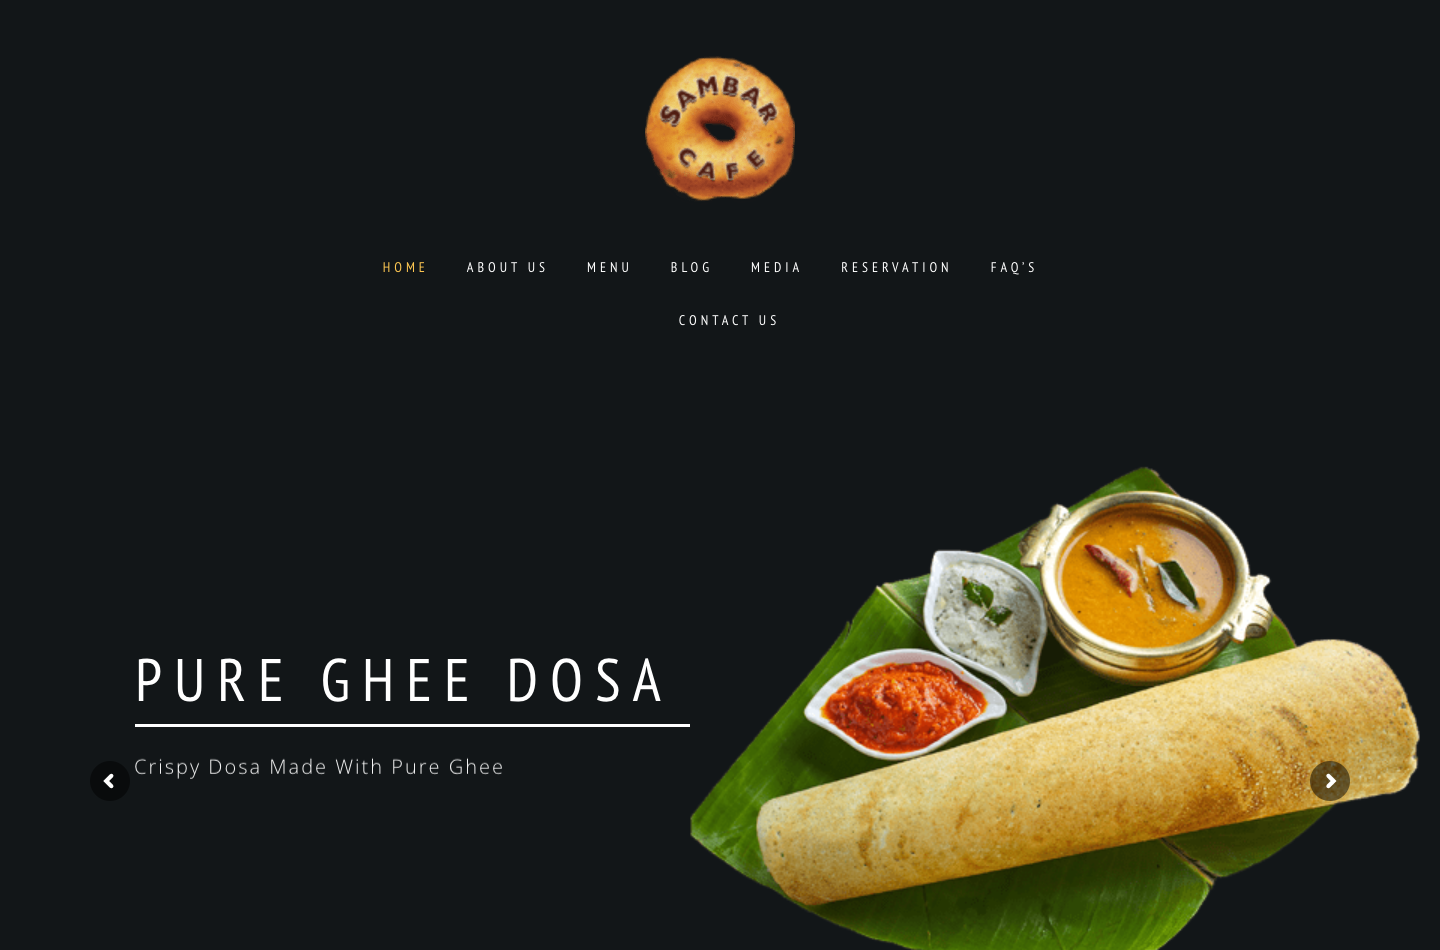 SAMBAR
CAFE
HOME ABOUT US MENU BLOG MEDIA RESERVATION FAQ'S
CONTACT US
PURE GHEE DOSA
Crispy Dosa Made With Pure Ghee